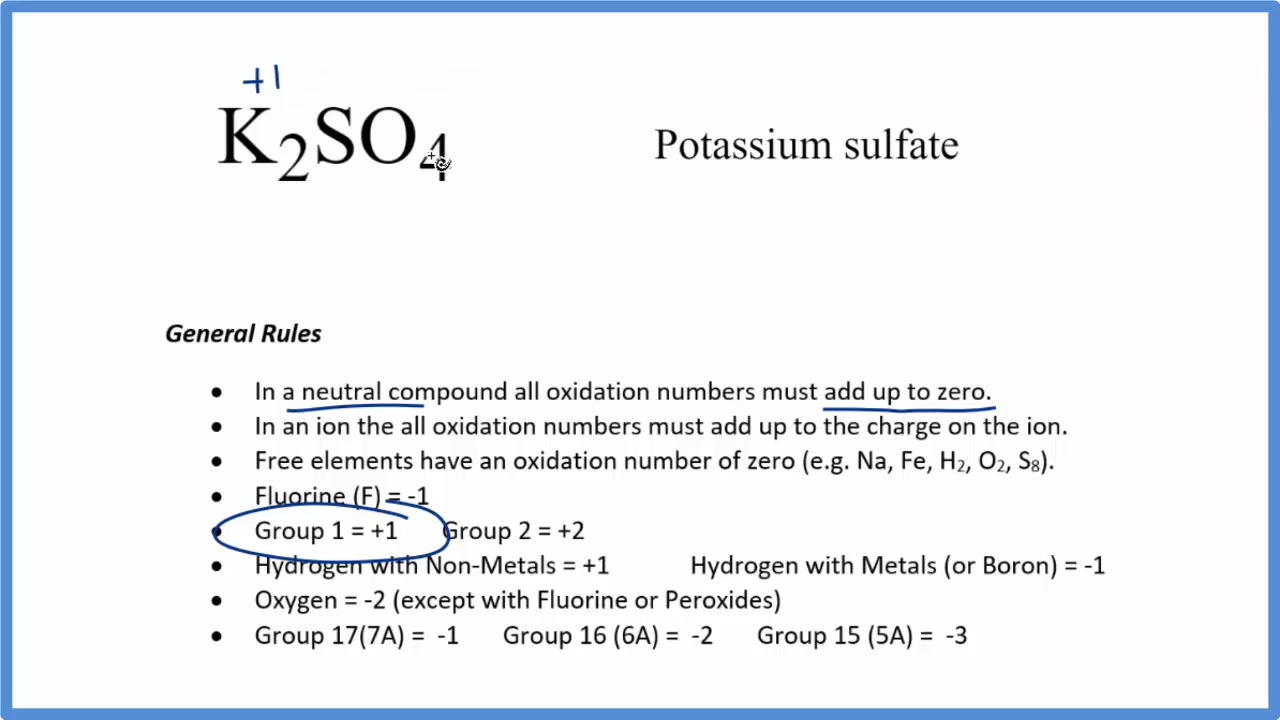 +1
K₂SO₄ Potassium sulfate
General Rules
• In a neutral compound all oxidation numbers must add up to zero.
• In an ion the all oxidation numbers must add up to the charge on the ion.
• Free elements have an oxidation number of zero (e.g. Na, Fe, H₂, O₂, S₈).
• Fluorine (F) = -1
• Group 1 = +1 Group 2 = +2
• Hydrogen with Non-Metals = +1 Hydrogen with Metals (or Boron) = -1
• Oxygen = -2 (except with Fluorine or Peroxides)
• Group 17(7A) = -1 Group 16 (6A) = -2 Group 15 (5A) = -3